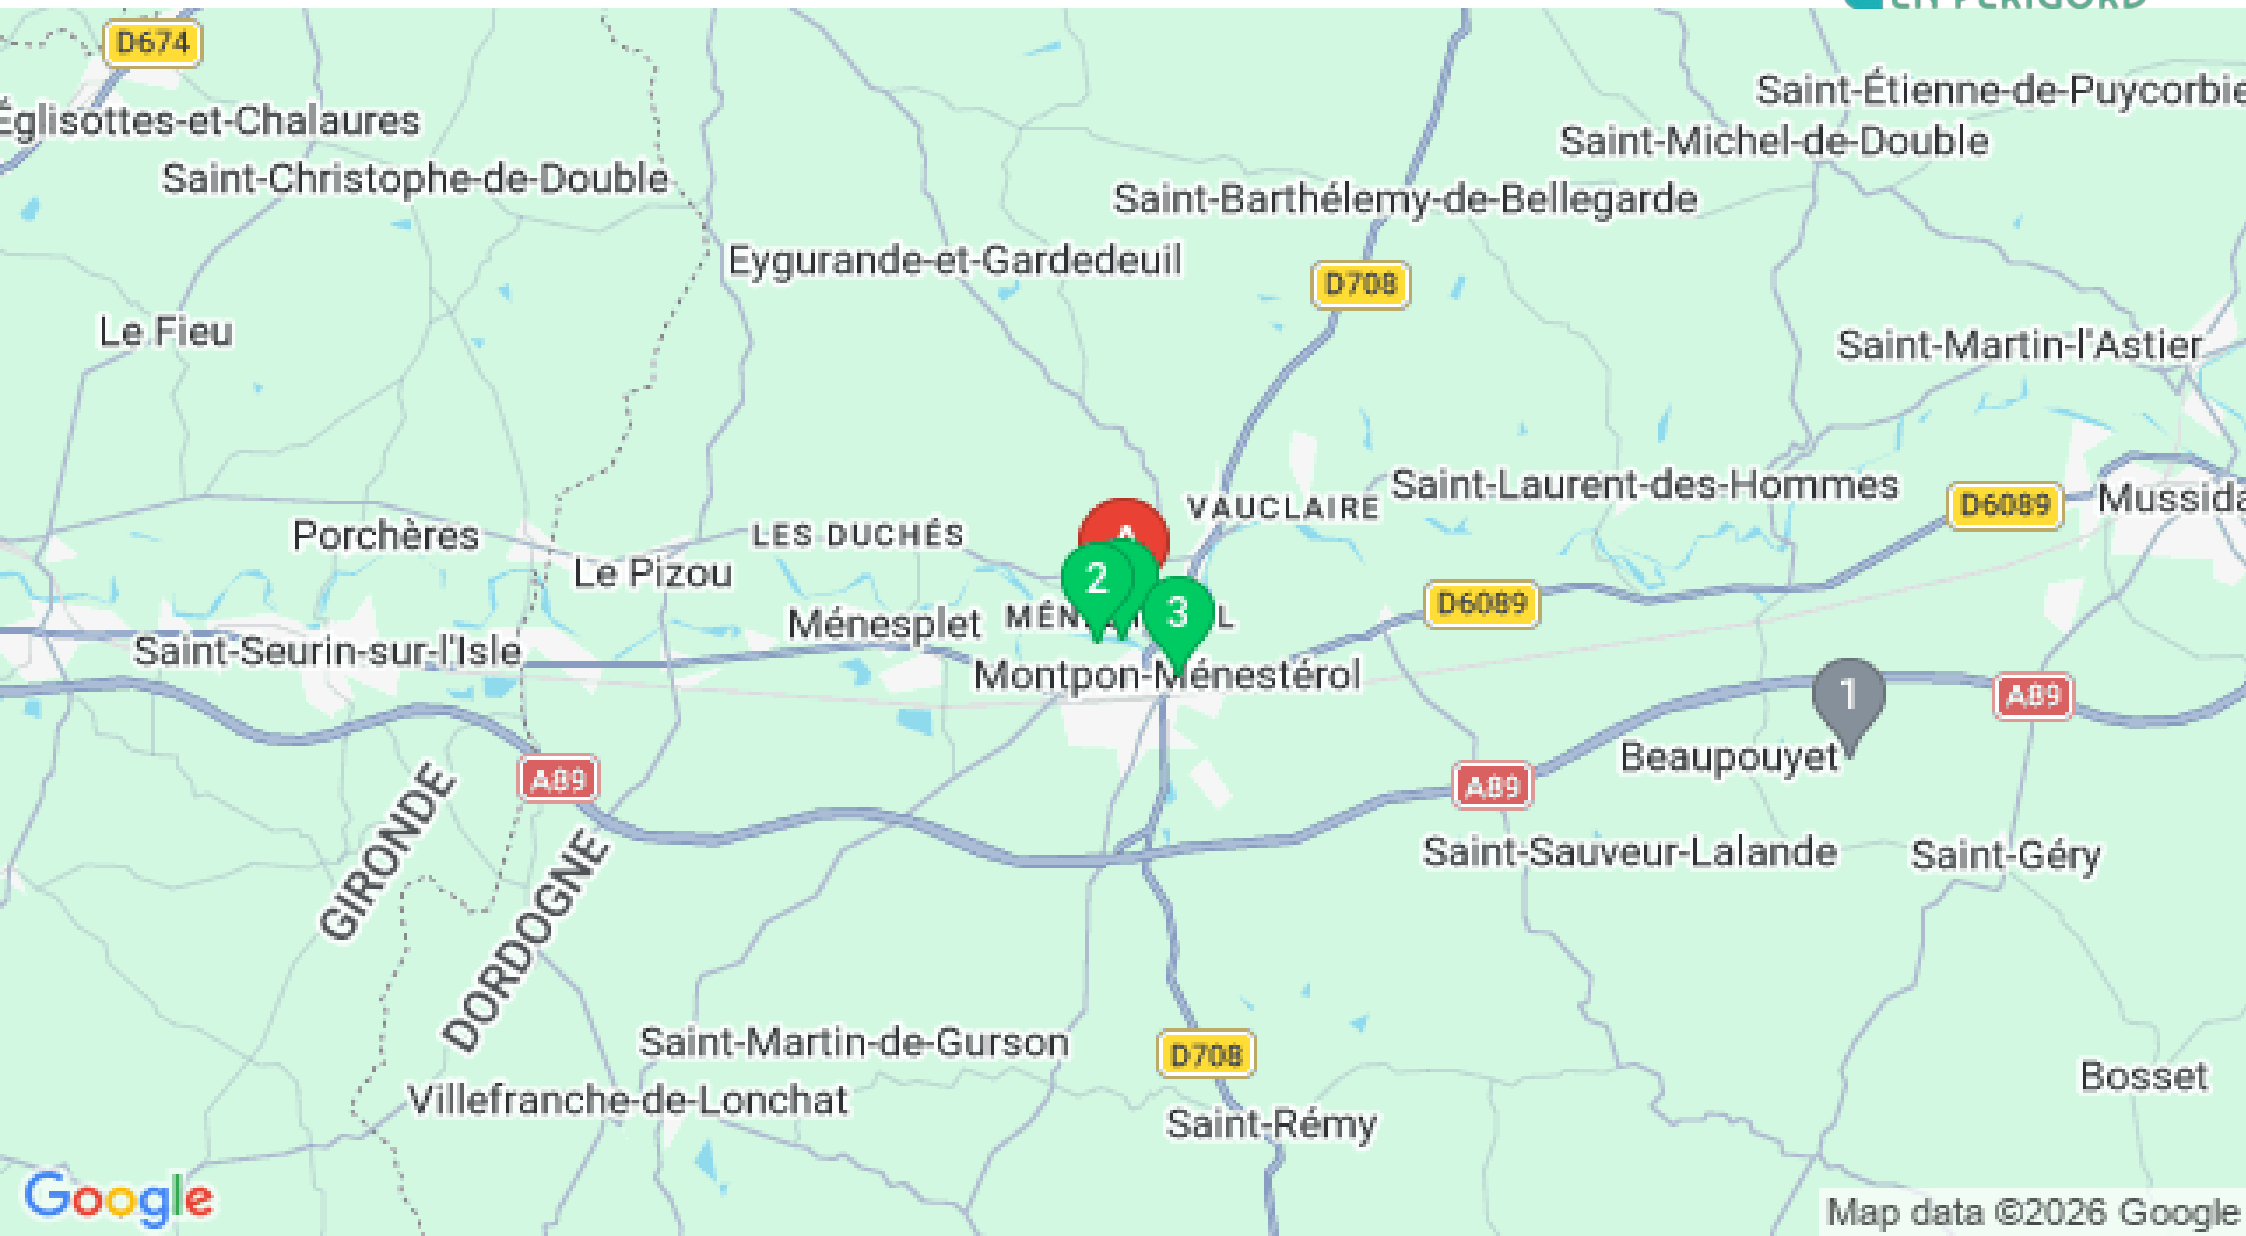 EN PÉRIGORD
D674
Saint-Étienne-de-Puycorbie
Églisottes-et-Chalaures
Saint-Michel-de-Double
Saint-Christophe-de-Double
Saint-Barthélemy-de-Bellegarde
Eygurande-et-Gardedeuil
D708
Le Fieu
Saint-Martin-l'Astier
Saint-Laurent-des-Hommes
VAUCLAIRE
D6089
Mussida
Porchères
LES DUCHÉS
A
Le Pizou
2
3
D6089
Ménesplet
Saint-Seurin-sur-l'Isle
Montpon-Ménestérol
1
A89
Beaupouyet
A89
A89
GIRONDE
DORDOGNE
Saint-Sauveur-Lalande
Saint-Géry
Saint-Martin-de-Gurson
D708
Bosset
Villefranche-de-Lonchat
Saint-Rémy
Google
Map data ©2026 Google